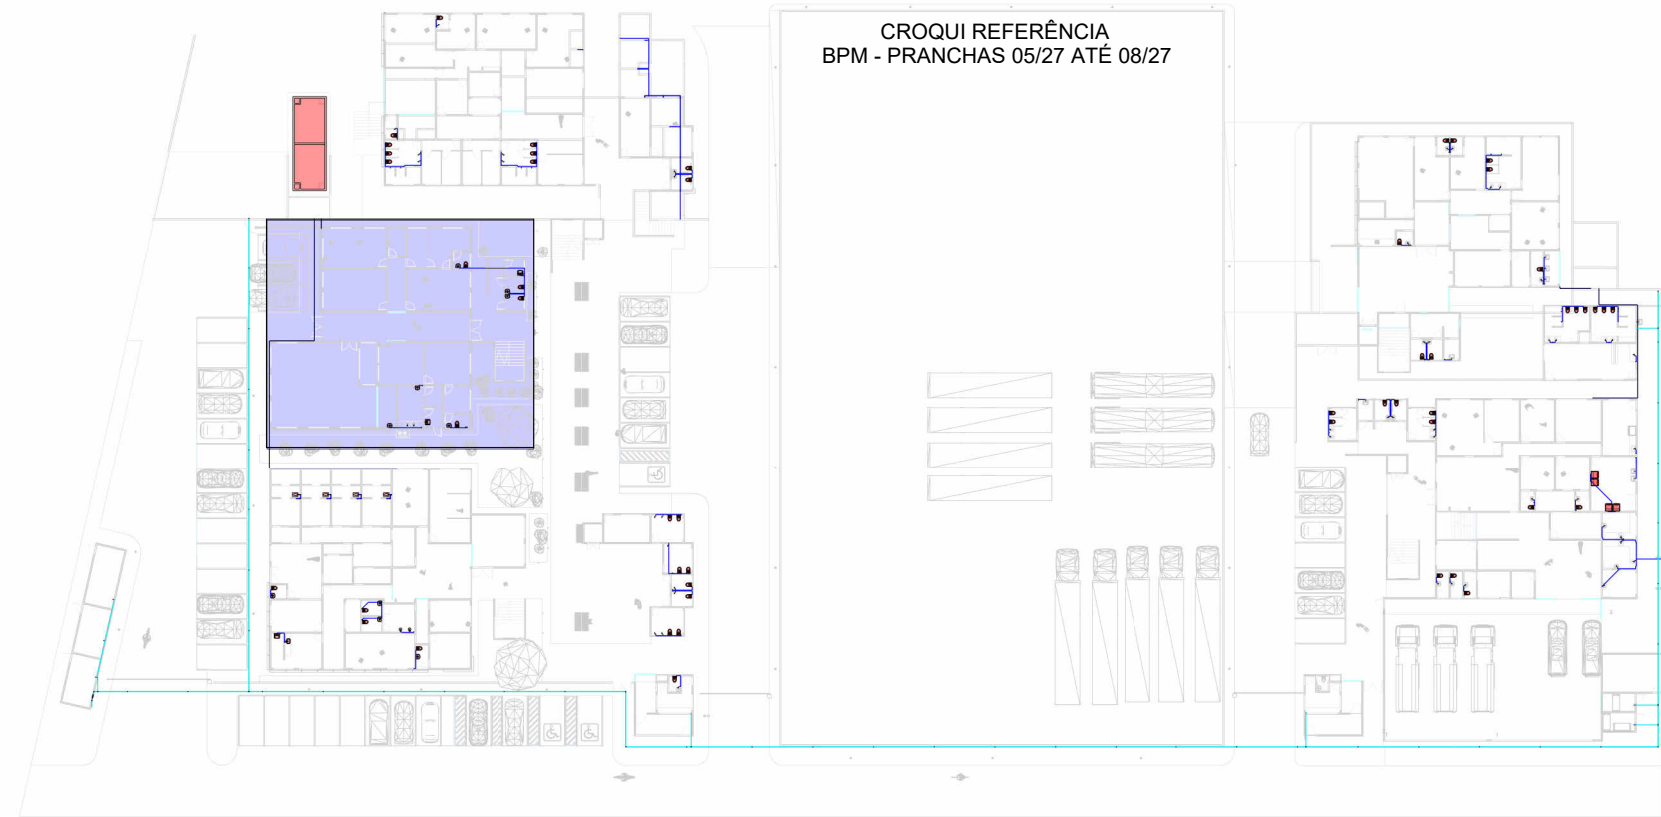 CROQUI REFERÊNCIA
BPM - PRANCHAS 05/27 ATÉ 08/27